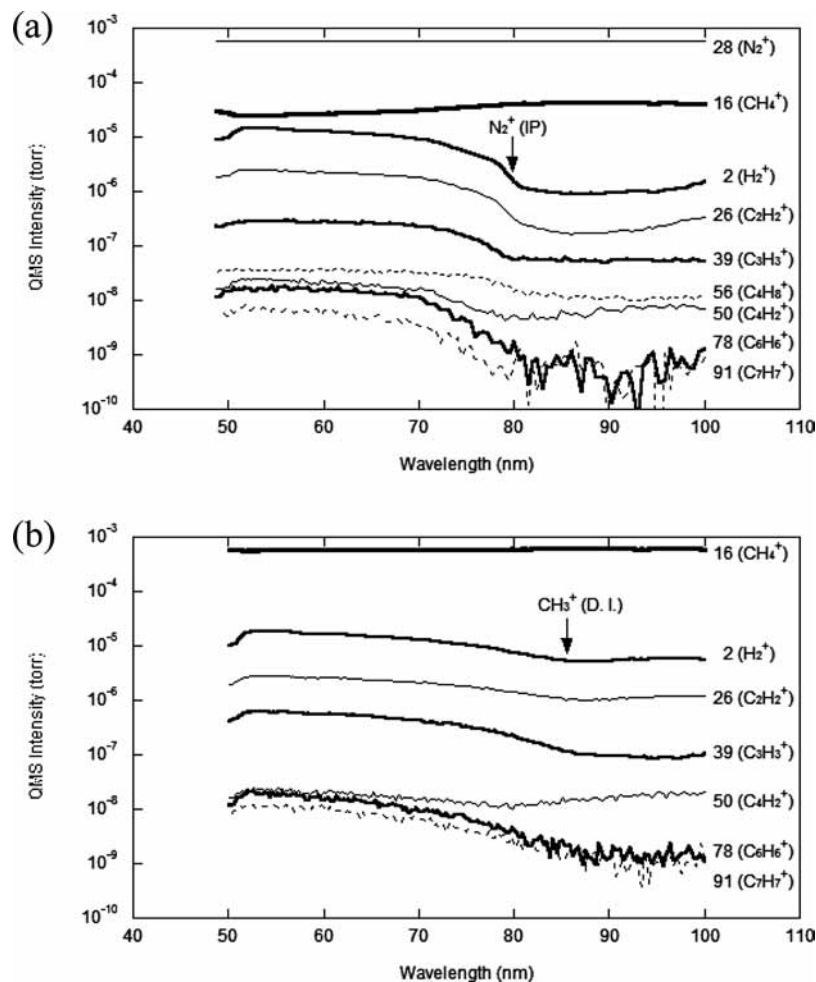 (a)
10⁻³
10⁻⁴
10⁻⁵
10⁻⁶
10⁻⁷
10⁻⁸
10⁻⁹
10⁻¹⁰
QMS Intensity (torr)
28 (N₂⁺)
16 (CH₄⁺)
N₂⁺ (IP)
2 (H₂⁺)
26 (C₂H₂⁺)
39 (C₃H₃⁺)
56 (C₄H₈⁺)
50 (C₄H₂⁺)
78 (C₆H₆⁺)
91 (C₇H₇⁺)
40 50 60 70 80 90 100 110
Wavelength (nm)
(b)
10⁻³
10⁻⁴
10⁻⁵
10⁻⁶
10⁻⁷
10⁻⁸
10⁻⁹
10⁻¹⁰
QMS Intensity (torr)
16 (CH₄⁺)
CH₃⁺ (D. I.)
2 (H₂⁺)
26 (C₂H₂⁺)
39 (C₃H₃⁺)
50 (C₄H₂⁺)
78 (C₆H₆⁺)
91 (C₇H₇⁺)
40 50 60 70 80 90 100 110
Wavelength (nm)